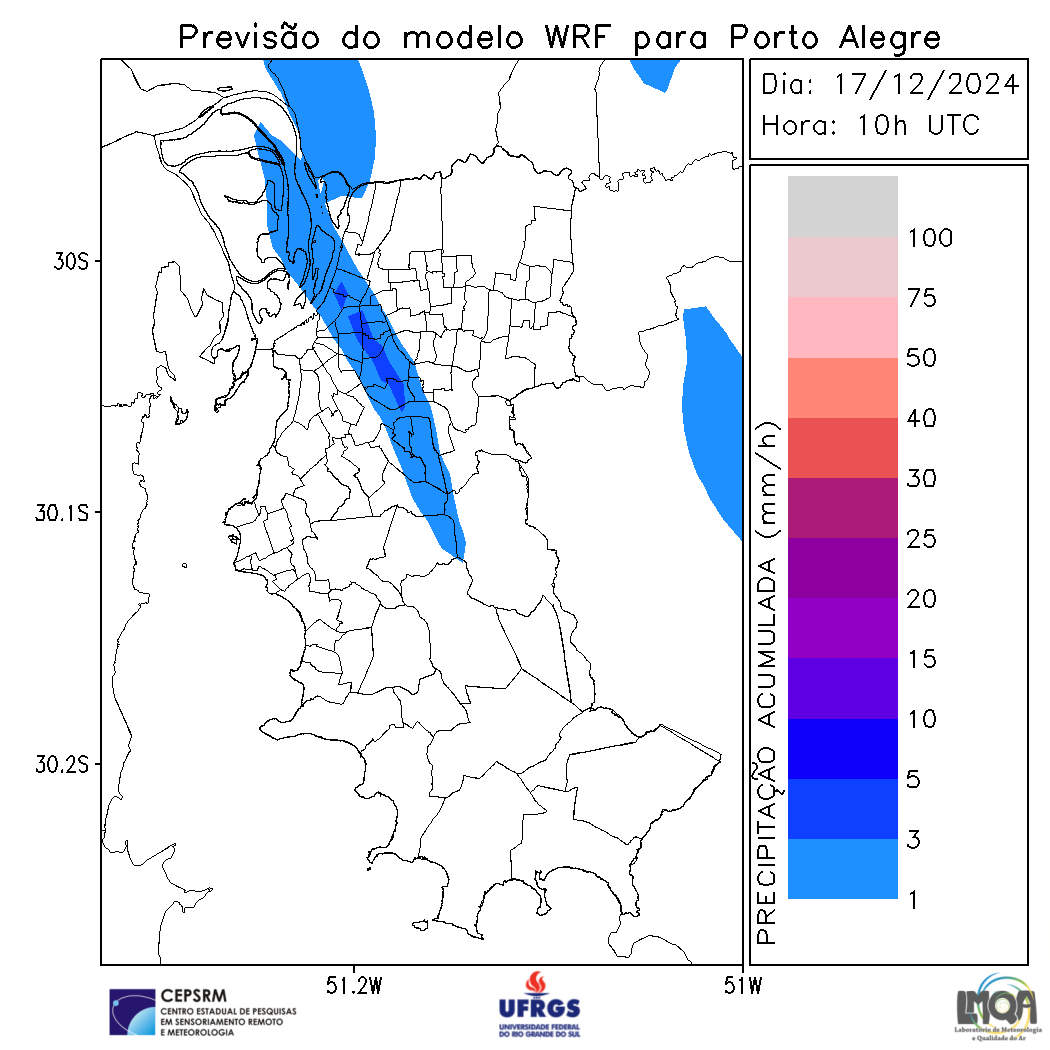 Previsão do modelo WRF para Porto Alegre
Dia: 17/12/2024
Hora: 10h UTC
30S
30.1S
30.2S
51.2W
51W
PRECIPITAÇÃO ACUMULADA (mm/h)
100
75
50
40
30
25
20
15
10
5
3
1
CEPSRM
CENTRO ESTADUAL DE PESQUISAS
EM SENSORIAMENTO REMOTO
E METEOROLOGIA
UFRGS
UNIVERSIDADE FEDERAL
DO RIO GRANDE DO SUL
LMQA
Laboratório de Meteorologia
e Qualidade do Ar